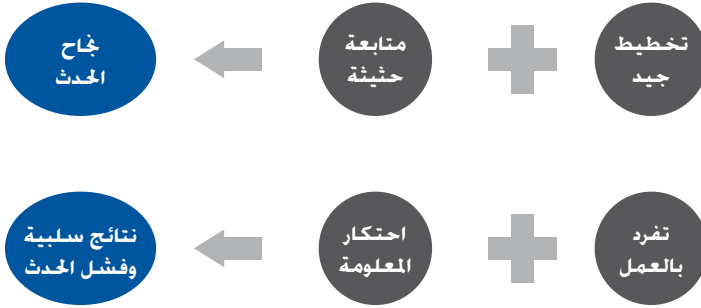 تخطيط
جيد
متابعة
حثيثة
نجاح
الحدث
تفرد
بالعمل
احتكار
المعلومة
نتائج سلبية
وفشل الحدث